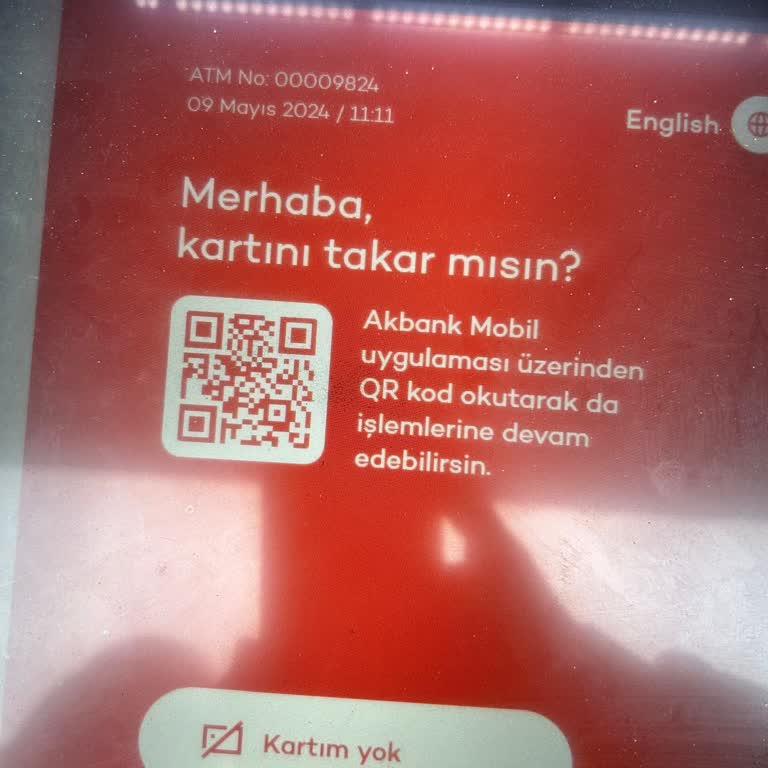 ATM No: 00009824
09 Mayıs 2024 / 11:11
English
Merhaba,
kartını takar mısın?
Akbank Mobil
uygulaması üzerinden
QR kod okutarak da
işlemlerine devam
edebilirsin.
Kartım yok